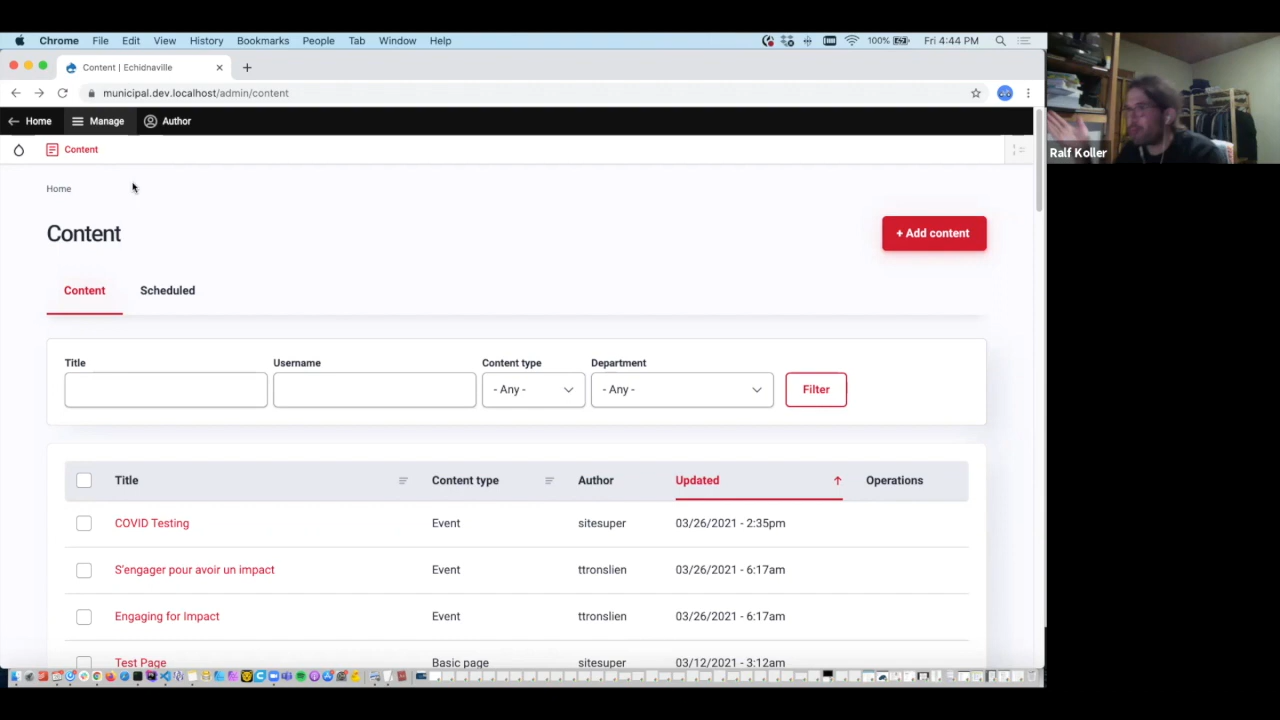 Chrome File Edit View History Bookmarks People Tab Window Help 100% Fri 4:44 PM
Content | Echidnaville
municipal.dev.localhost/admin/content
Home Manage Author
Content
Home
Content
+ Add content
Content Scheduled
Title Username Content type Department
- Any - - Any - Filter
Title Content type Author Updated Operations
COVID Testing Event sitesuper 03/26/2021 - 2:35pm
S'engager pour avoir un impact Event ttronslien 03/26/2021 - 6:17am
Engaging for Impact Event ttronslien 03/26/2021 - 6:17am
Test Page Basic page sitesuper 03/12/2021 - 3:12am
Ralf Koller